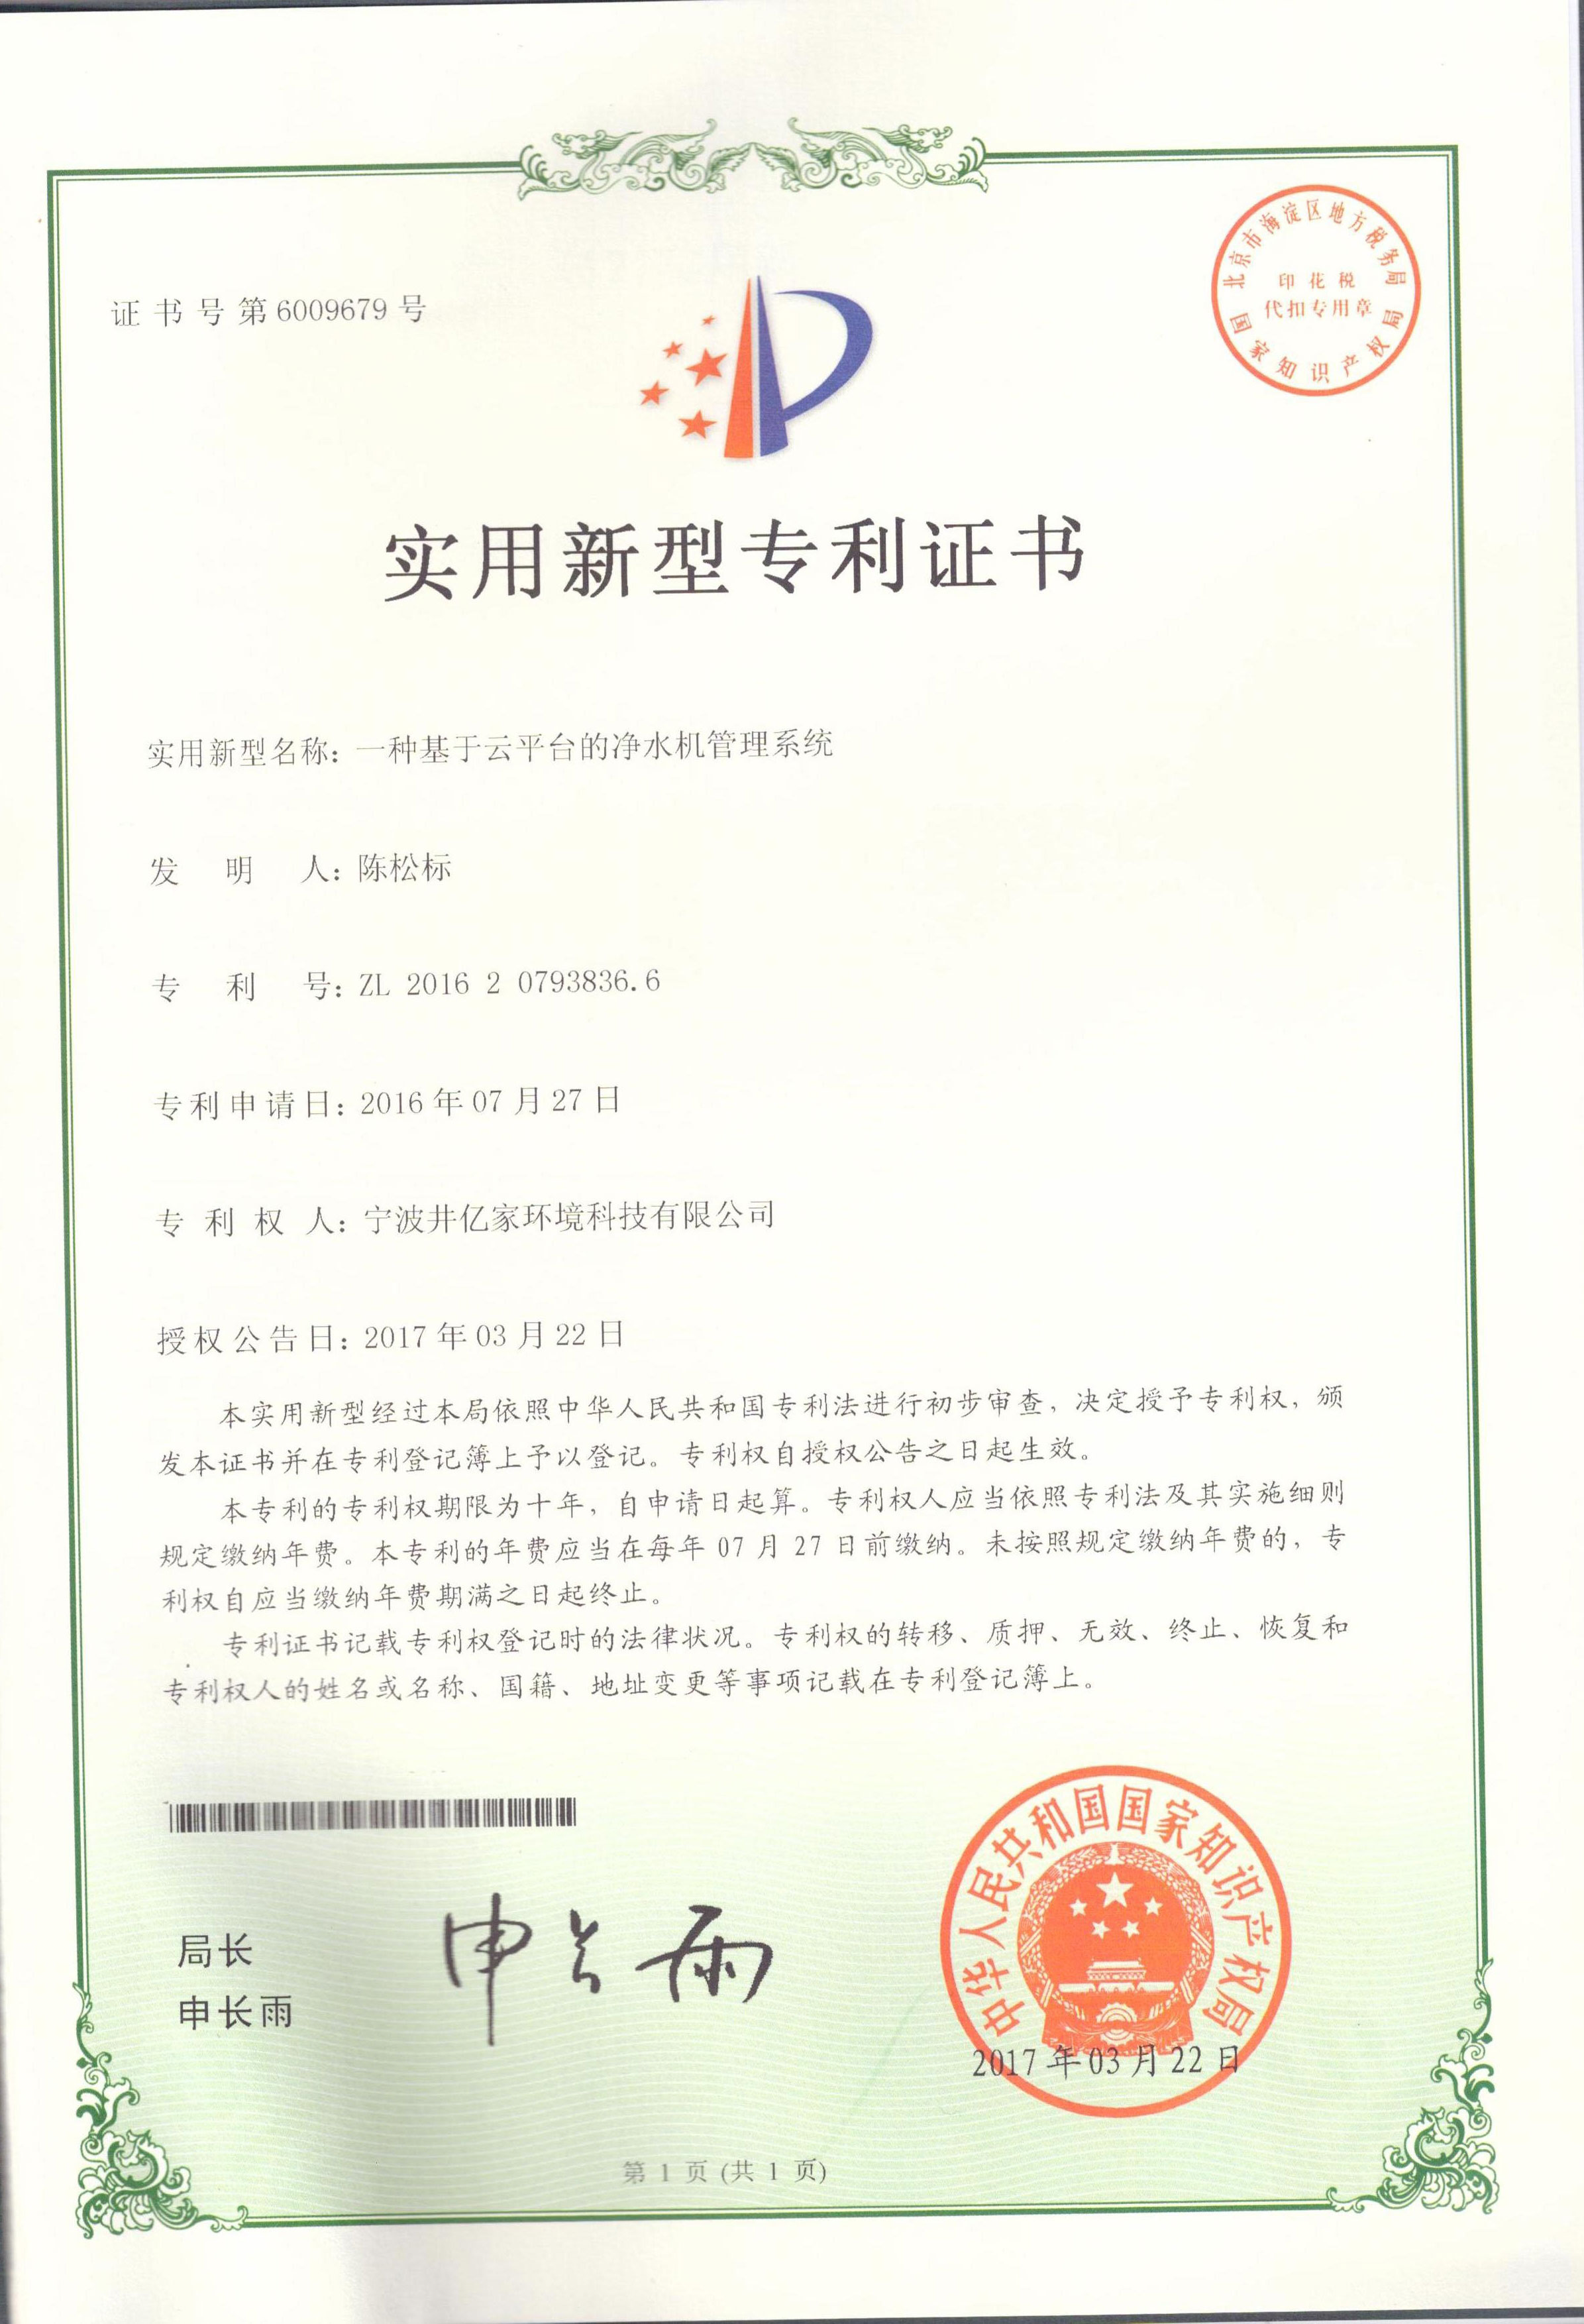 证书号第6009679号
北京市海淀区地方税务局
印花税
代扣专用章
国家知识产权局
实用新型专利证书
实用新型名称：一种基于云平台的净水机管理系统
发明人：陈松标
专利号：ZL 2016 2 0793836.6
专利申请日：2016年07月27日
专利权人：宁波井亿家环境科技有限公司
授权公告日：2017年03月22日
本实用新型经过本局依照中华人民共和国专利法进行初步审查，决定授予专利权，颁
发本证书并在专利登记簿上予以登记。专利权自授权公告之日起生效。
本专利的专利权期限为十年，自申请日起算。专利权人应当依照专利法及其实施细则
规定缴纳年费。本专利的年费应当在每年07月27日前缴纳。未按照规定缴纳年费的，专
利权自应当缴纳年费期满之日起终止。
专利证书记载专利权登记时的法律状况。专利权的转移、质押、无效、终止、恢复和
专利权人的姓名或名称、国籍、地址变更等事项记载在专利登记簿上。
局长
申长雨
申长雨
中华人民共和国国家知识产权局
2017年03月22日
第1页(共1页)